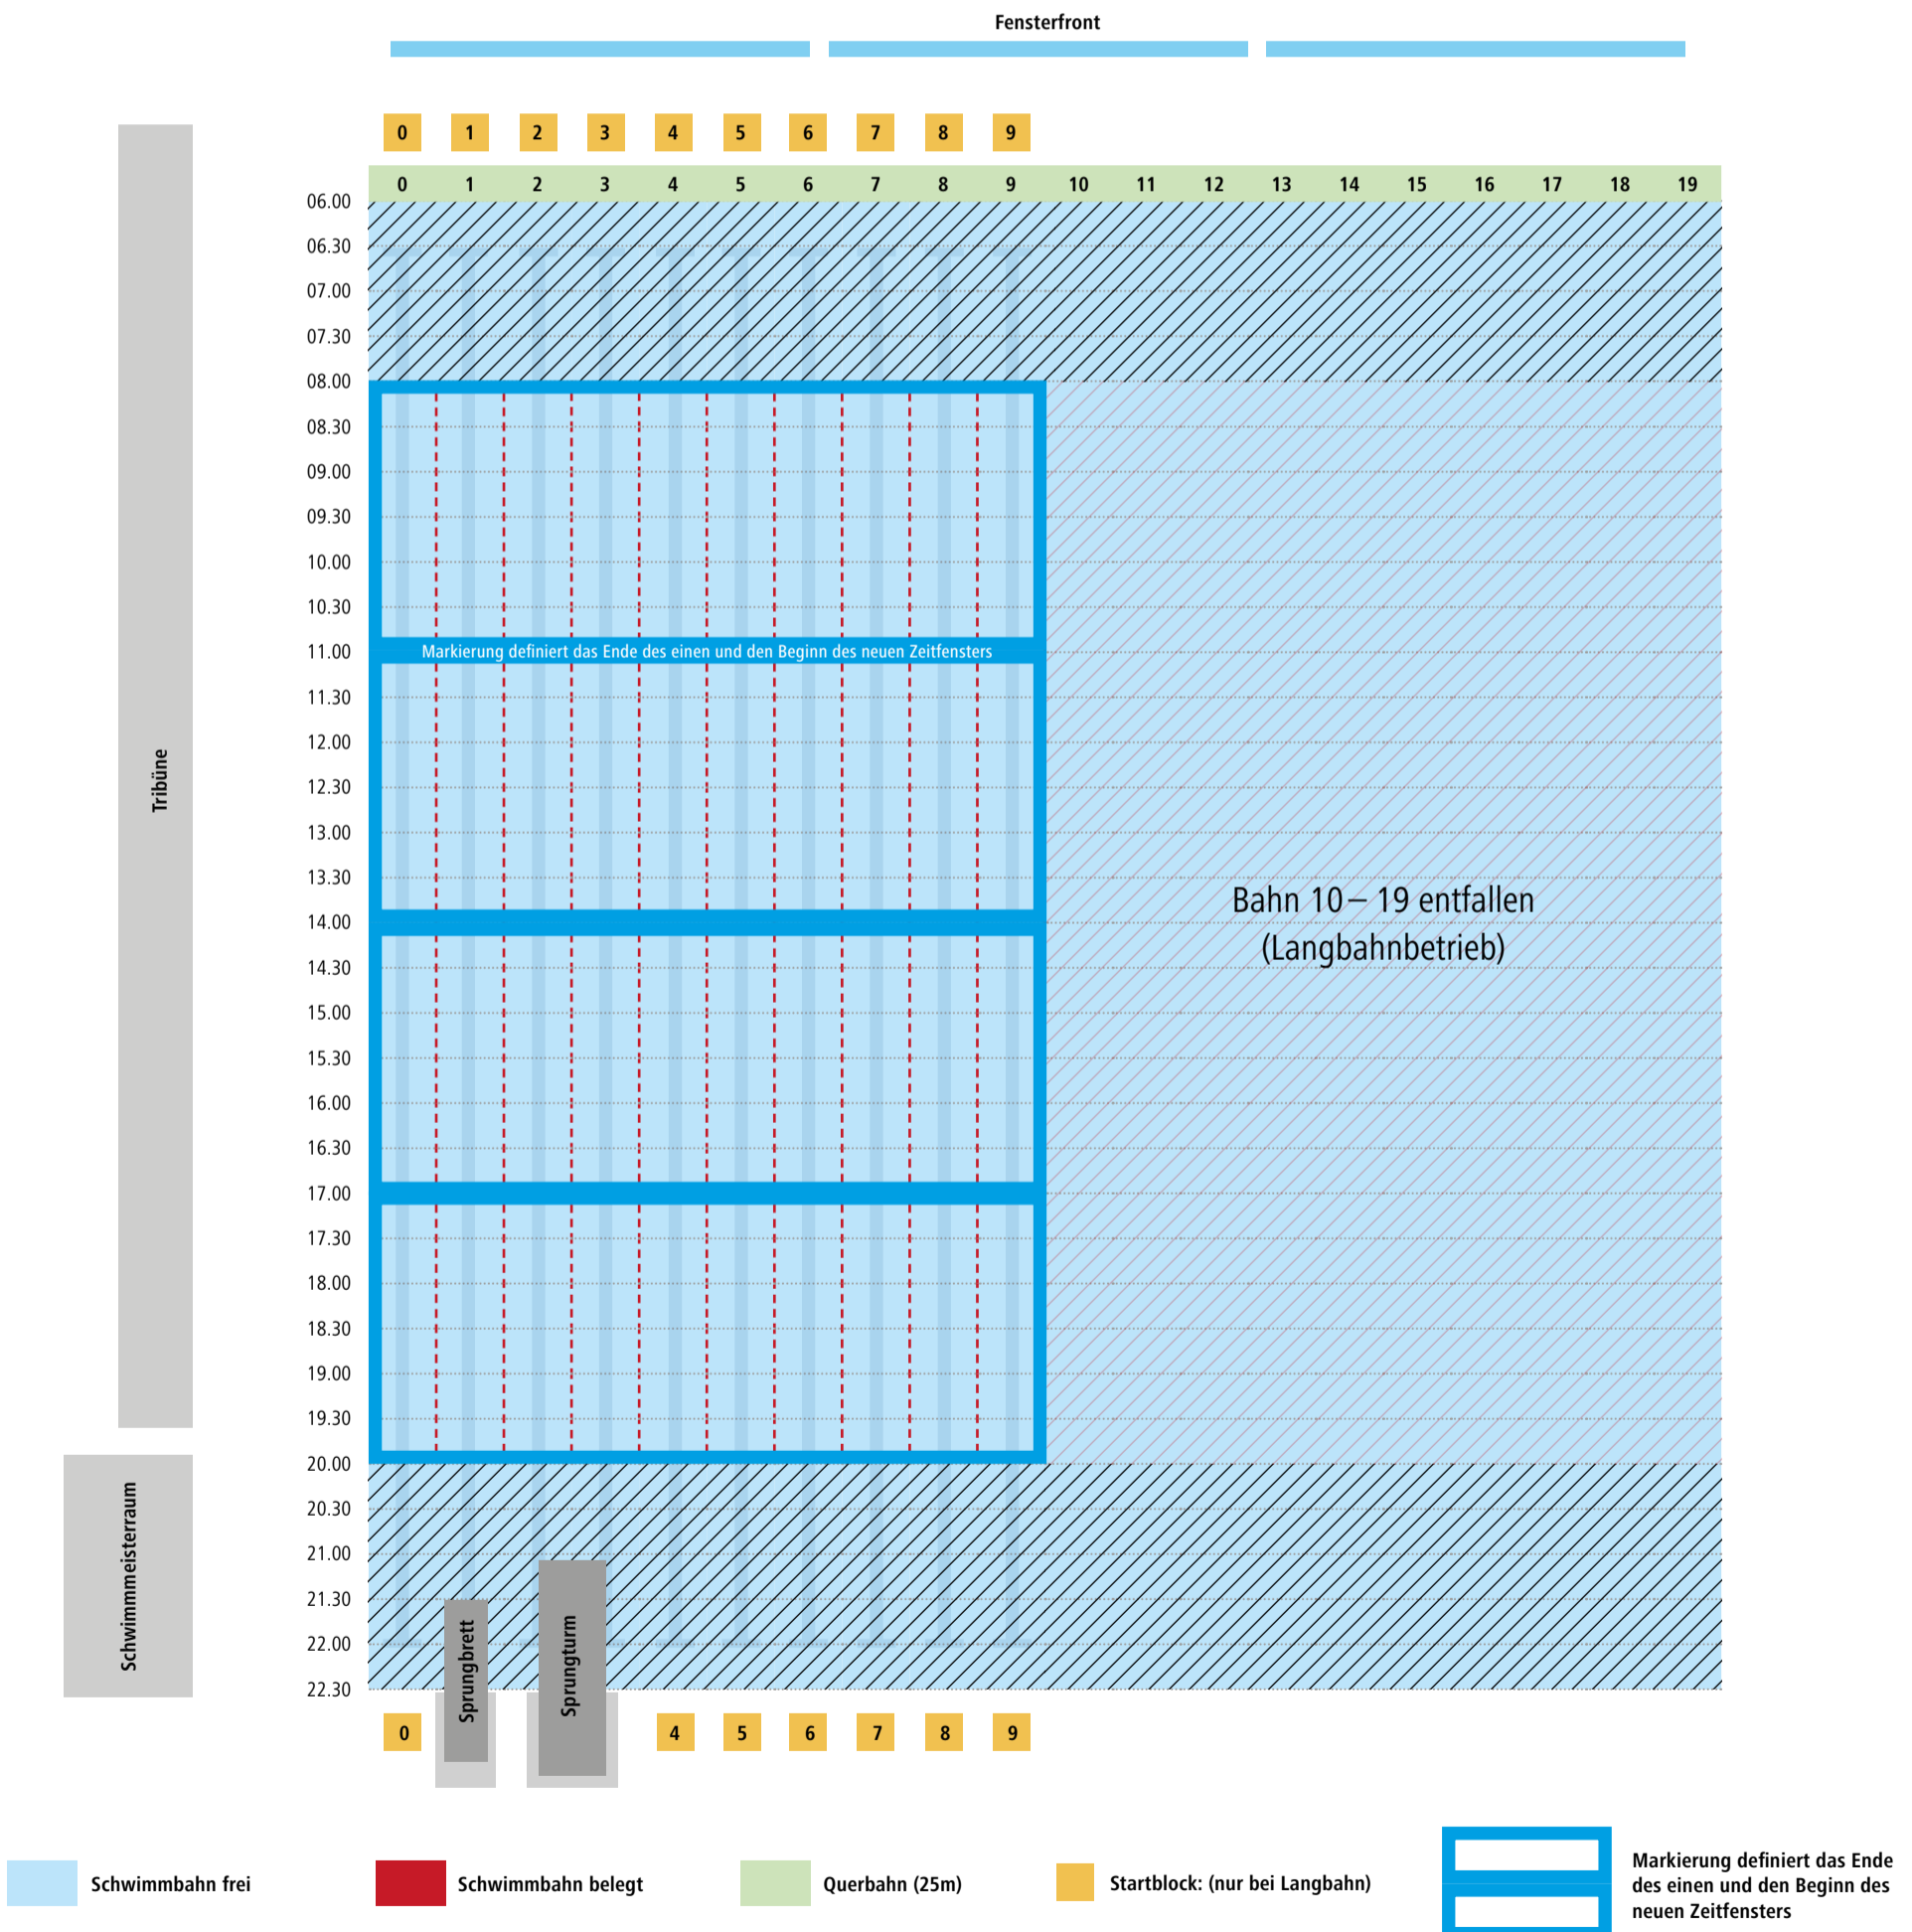 Fensterfront
0 1 2 3 4 5 6 7 8 9
0 1 2 3 4 5 6 7 8 9 10 11 12 13 14 15 16 17 18 19
06.00
06.30
07.00
07.30
08.00
08.30
09.00
09.30
10.00
10.30
11.00 Markierung definiert das Ende des einen und den Beginn des neuen Zeitfensters
11.30
12.00
12.30
13.00
13.30
14.00
14.30
15.00
15.30
16.00
16.30
17.00
17.30
18.00
18.30
19.00
19.30
20.00
20.30
21.00
21.30
22.00
22.30
Tribüne
Bahn 10 – 19 entfallen
(Langbahnbetrieb)
Schwimmmeisterraum
Sprungbrett
Sprungturm
0 4 5 6 7 8 9
Schwimmbahn frei
Schwimmbahn belegt
Querbahn (25m)
Startblock: (nur bei Langbahn)
Markierung definiert das Ende
des einen und den Beginn des
neuen Zeitfensters